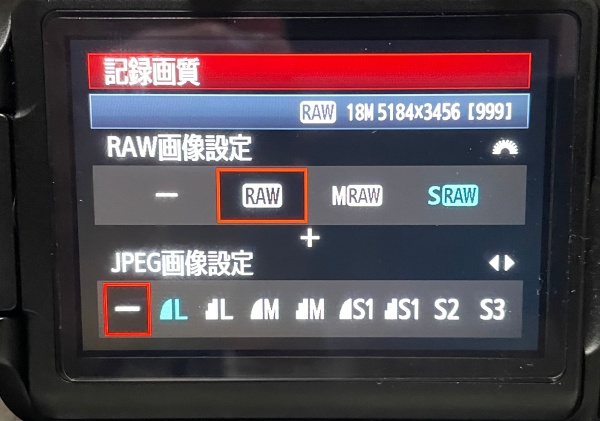 記録画質
RAW 18M 5184x3456 [999]
RAW画像設定
— RAW MRAW SRAW
+
JPEG画像設定
— L L M M S1 S1 S2 S3